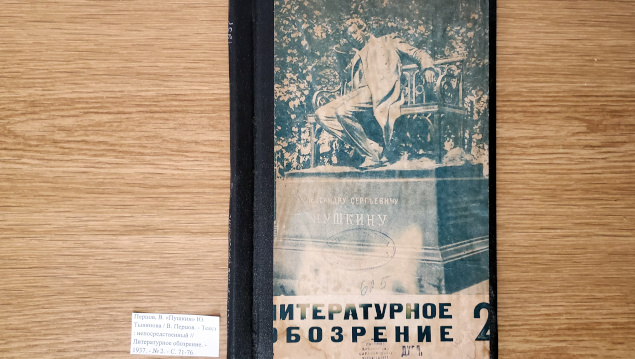 АЛЕКСАНДРУ СЕРГЕЕВИЧУ
ПУШКИНУ
605
ЛИТЕРАТУРНОЕ
ОБОЗРЕНИЕ 2
Перцов, В. «Пушкин» Ю.
Тынянова / В. Перцов. - Текст
: непосредственный //
Литературное обозрение. –
1937. - № 2. - С. 71-76